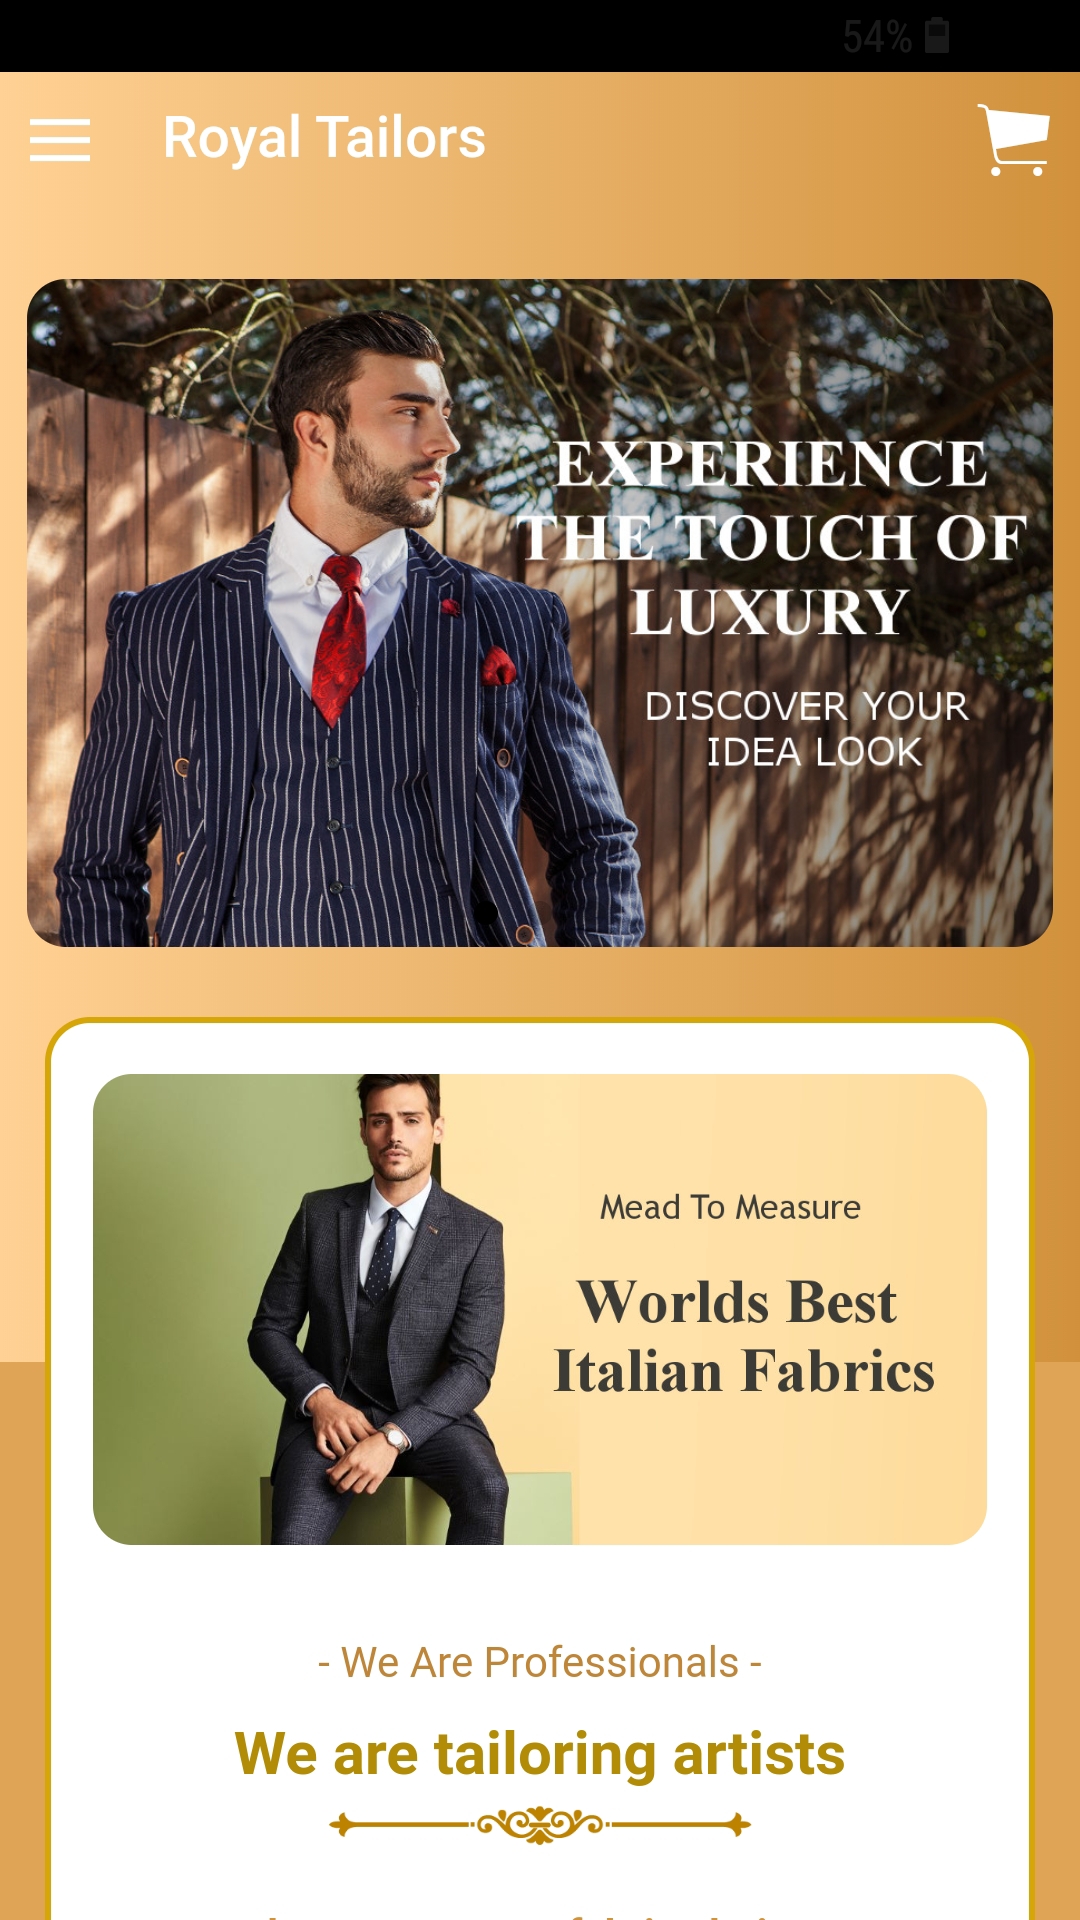 54%
Royal Tailors
EXPERIENCE
THE TOUCH OF
LUXURY
DISCOVER YOUR
IDEA LOOK
Mead To Measure
Worlds Best
Italian Fabrics
- We Are Professionals -
We are tailoring artists